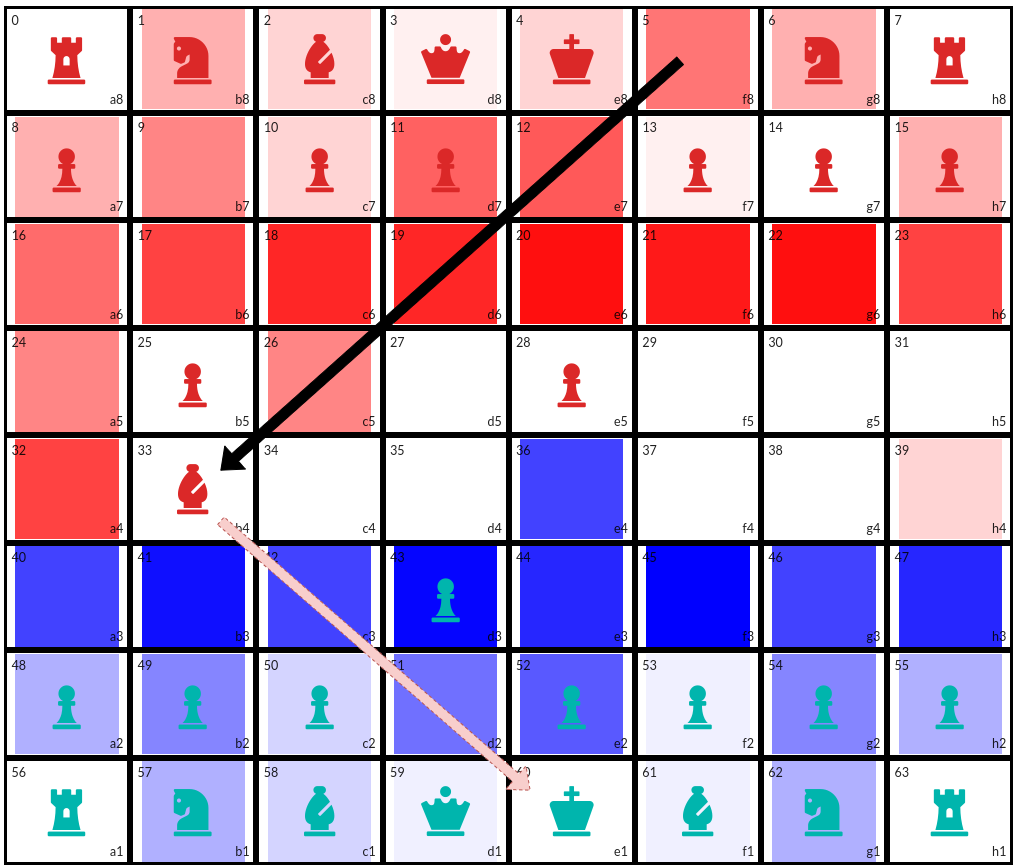 0 1 2 3 4 5 6 7
a8 b8 c8 d8 e8 f8 g8 h8
8 9 10 11 12 13 14 15
a7 b7 c7 d7 e7 f7 g7 h7
16 17 18 19 20 21 22 23
a6 b6 c6 d6 e6 f6 g6 h6
24 25 26 27 28 29 30 31
a5 b5 c5 d5 e5 f5 g5 h5
32 33 34 35 36 37 38 39
a4 b4 c4 d4 e4 f4 g4 h4
40 41 42 43 44 45 46 47
a3 b3 c3 d3 e3 f3 g3 h3
48 49 50 51 52 53 54 55
a2 b2 c2 d2 e2 f2 g2 h2
56 57 58 59 60 61 62 63
a1 b1 c1 d1 e1 f1 g1 h1